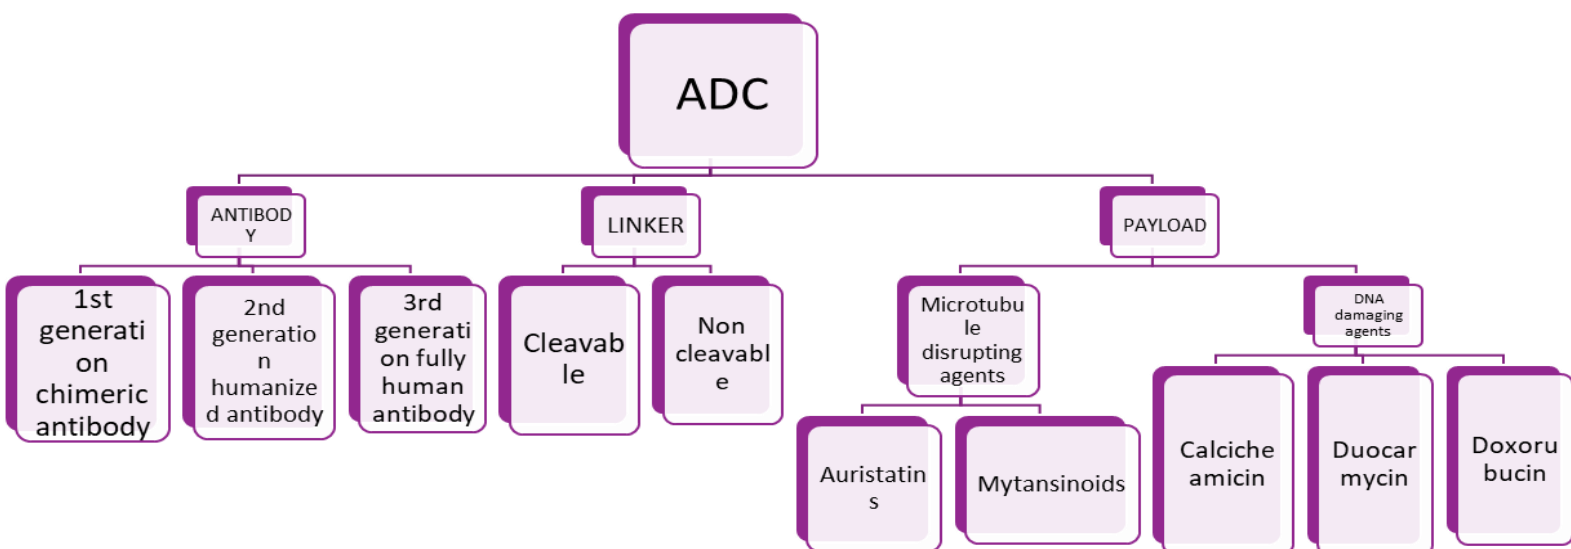 ADC
ANTIBOD
Y
LINKER
PAYLOAD
1st
generati
on
chimeric
antibody
2nd
generatio
n
humanize
d antibody
3rd
generati
on fully
human
antibody
Cleavab
le
Non
cleavabl
e
Microtubu
le
disrupting
agents
DNA
damaging
agents
Auristatin
s
Mytansinoids
Calciche
amicin
Duocar
mycin
Doxoru
bucin